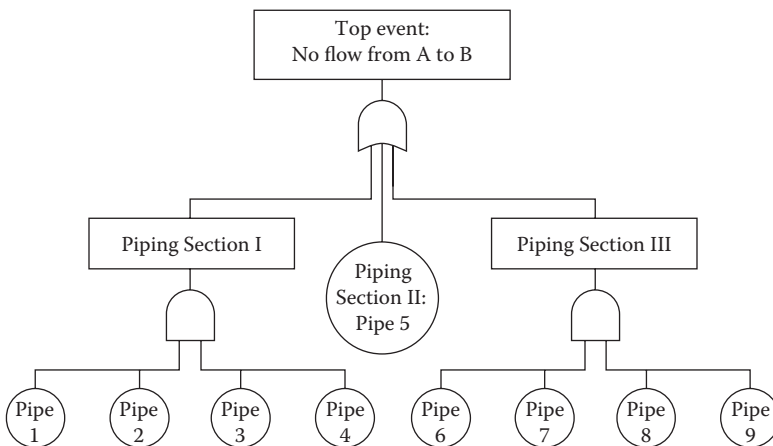 Top event:
No flow from A to B
Piping Section I
Piping
Section II:
Pipe 5
Piping Section III
Pipe
1
Pipe
2
Pipe
3
Pipe
4
Pipe
6
Pipe
7
Pipe
8
Pipe
9